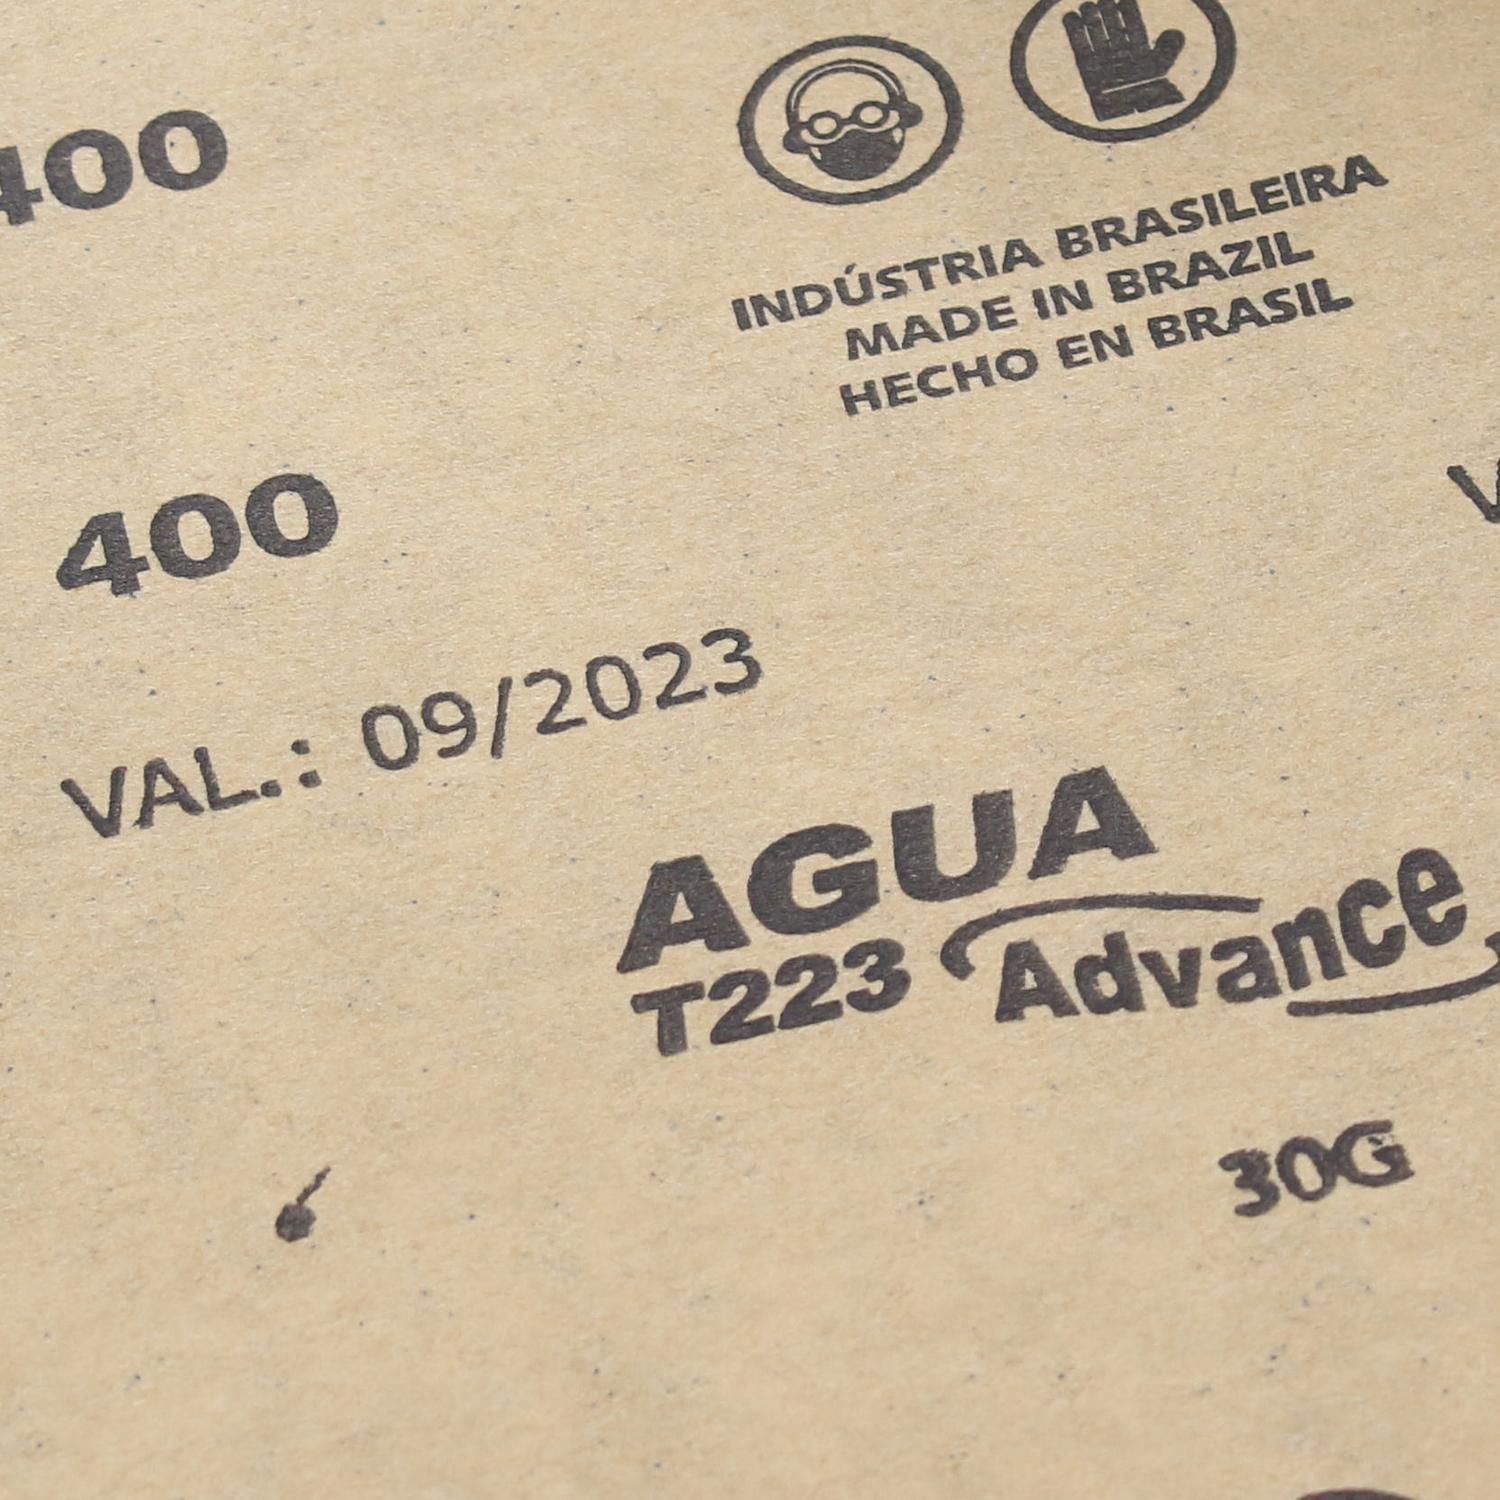 400
INDÚSTRIA BRASILEIRA
MADE IN BRAZIL
HECHO EN BRASIL
400
VAL.: 09/2023
AGUA
T223 Advance
30G